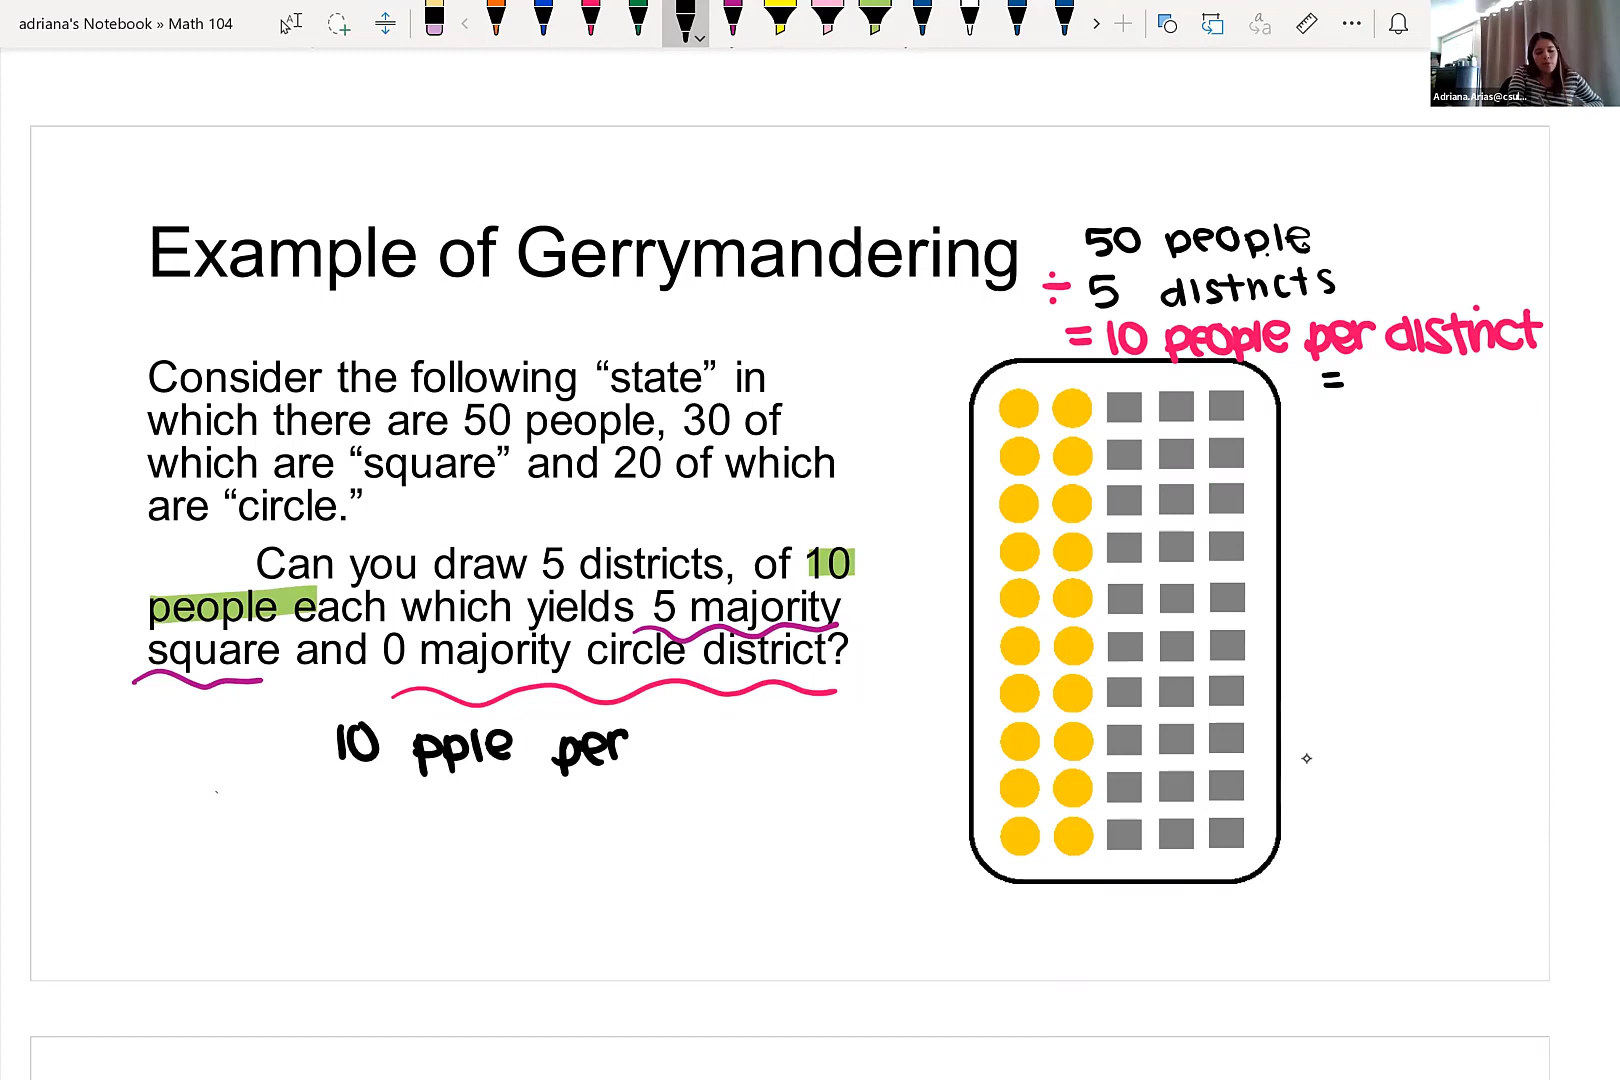 adriana's Notebook » Math 104
Adriana.Arias@csul...
Example of Gerrymandering
50 people
÷ 5 districts
= 10 people per district
=
Consider the following “state” in
which there are 50 people, 30 of
which are “square” and 20 of which
are “circle.”
Can you draw 5 districts, of 10
people each which yields 5 majority
square and 0 majority circle district?
10 pple per